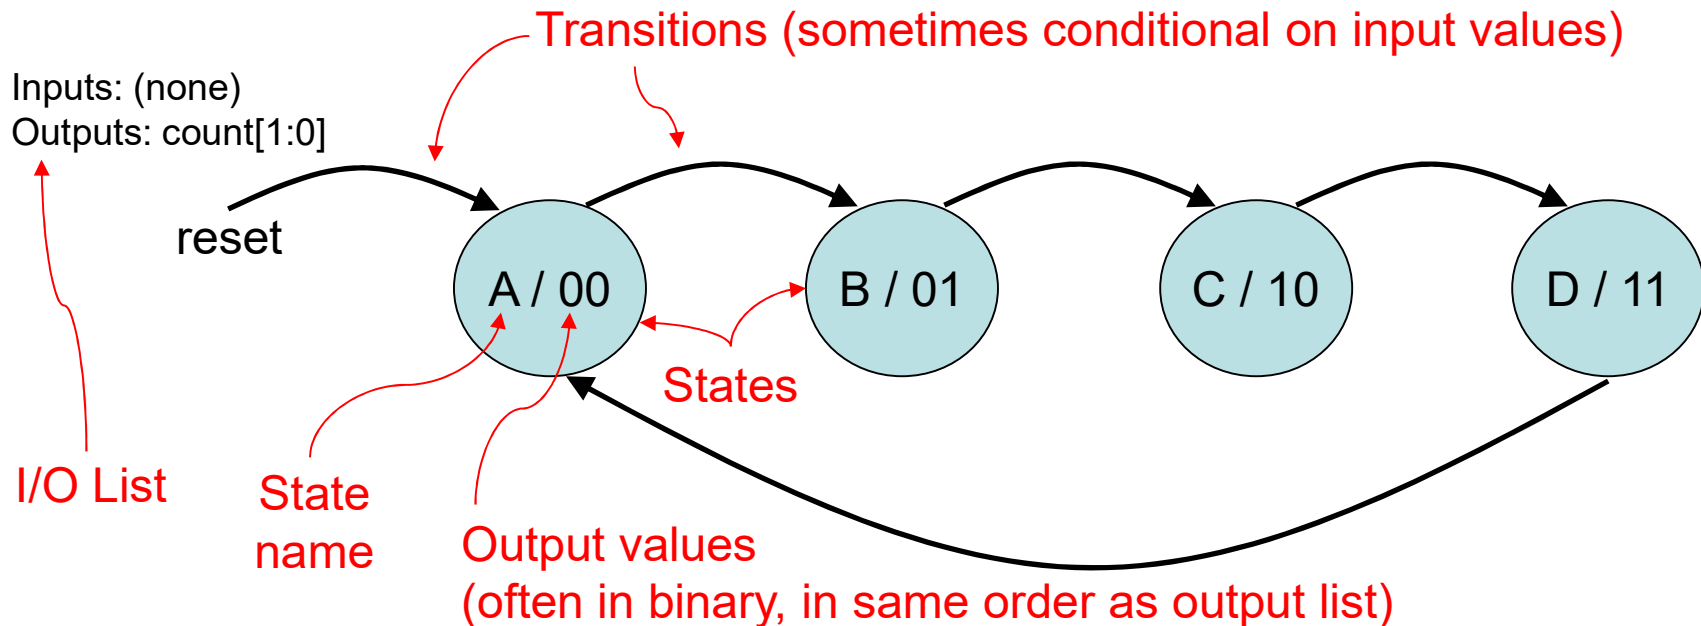 Transitions (sometimes conditional on input values)
Inputs: (none)
Outputs: count[1:0]
reset
A / 00
B / 01
C / 10
D / 11
States
I/O List
State
name
Output values
(often in binary, in same order as output list)